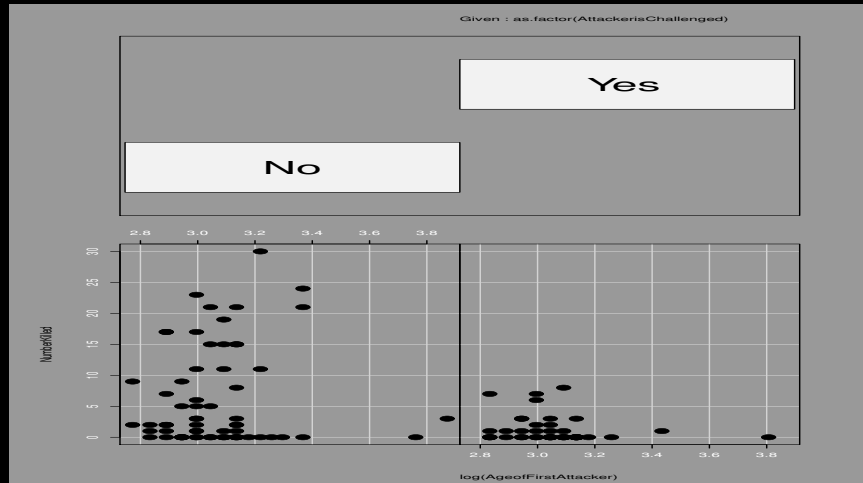 Given : as.factor(AttackerisChallenged)
Yes
No
2.8 3.0 3.2 3.4 3.6 3.8
30
25
20
15
10
5
0
NumberKilled
2.8 3.0 3.2 3.4 3.6 3.8
log(AgeofFirstAttacker)